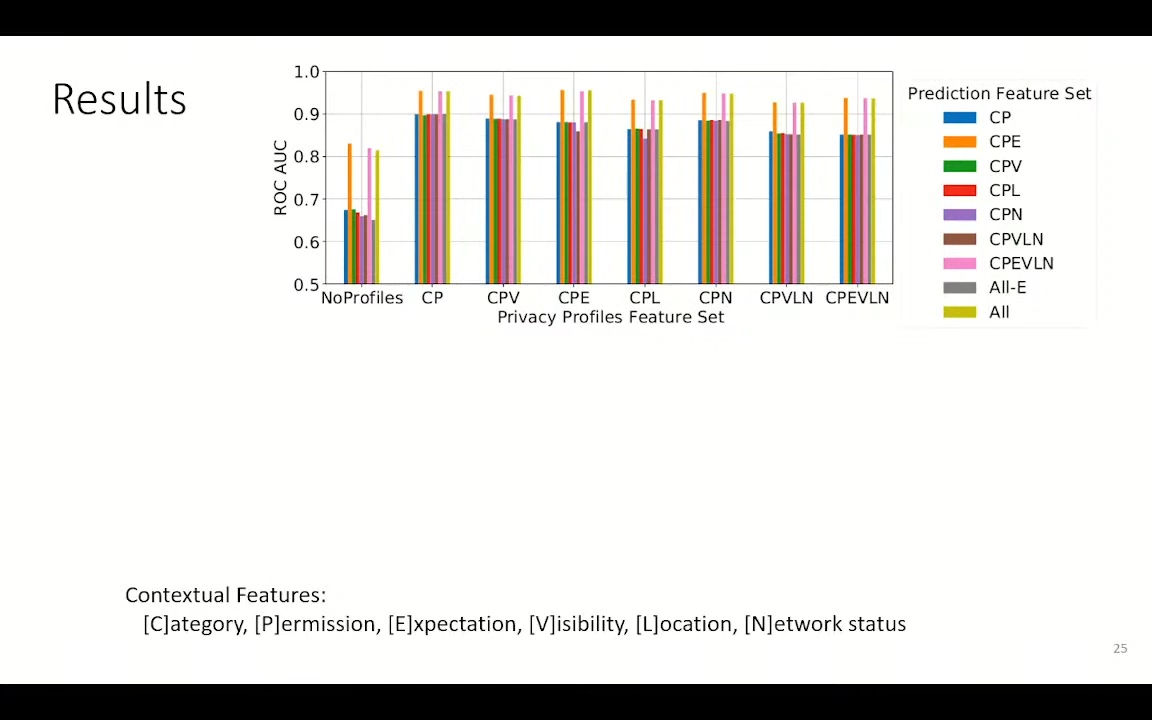 Results
1.0
0.9
0.8
0.7
0.6
0.5
ROC AUC
NoProfiles CP CPV CPE CPL CPN CPVLN CPEVLN
Privacy Profiles Feature Set
Prediction Feature Set
CP
CPE
CPV
CPL
CPN
CPVLN
CPEVLN
All-E
All
Contextual Features:
[C]ategory, [P]ermission, [E]xpectation, [V]isibility, [L]ocation, [N]etwork status
25